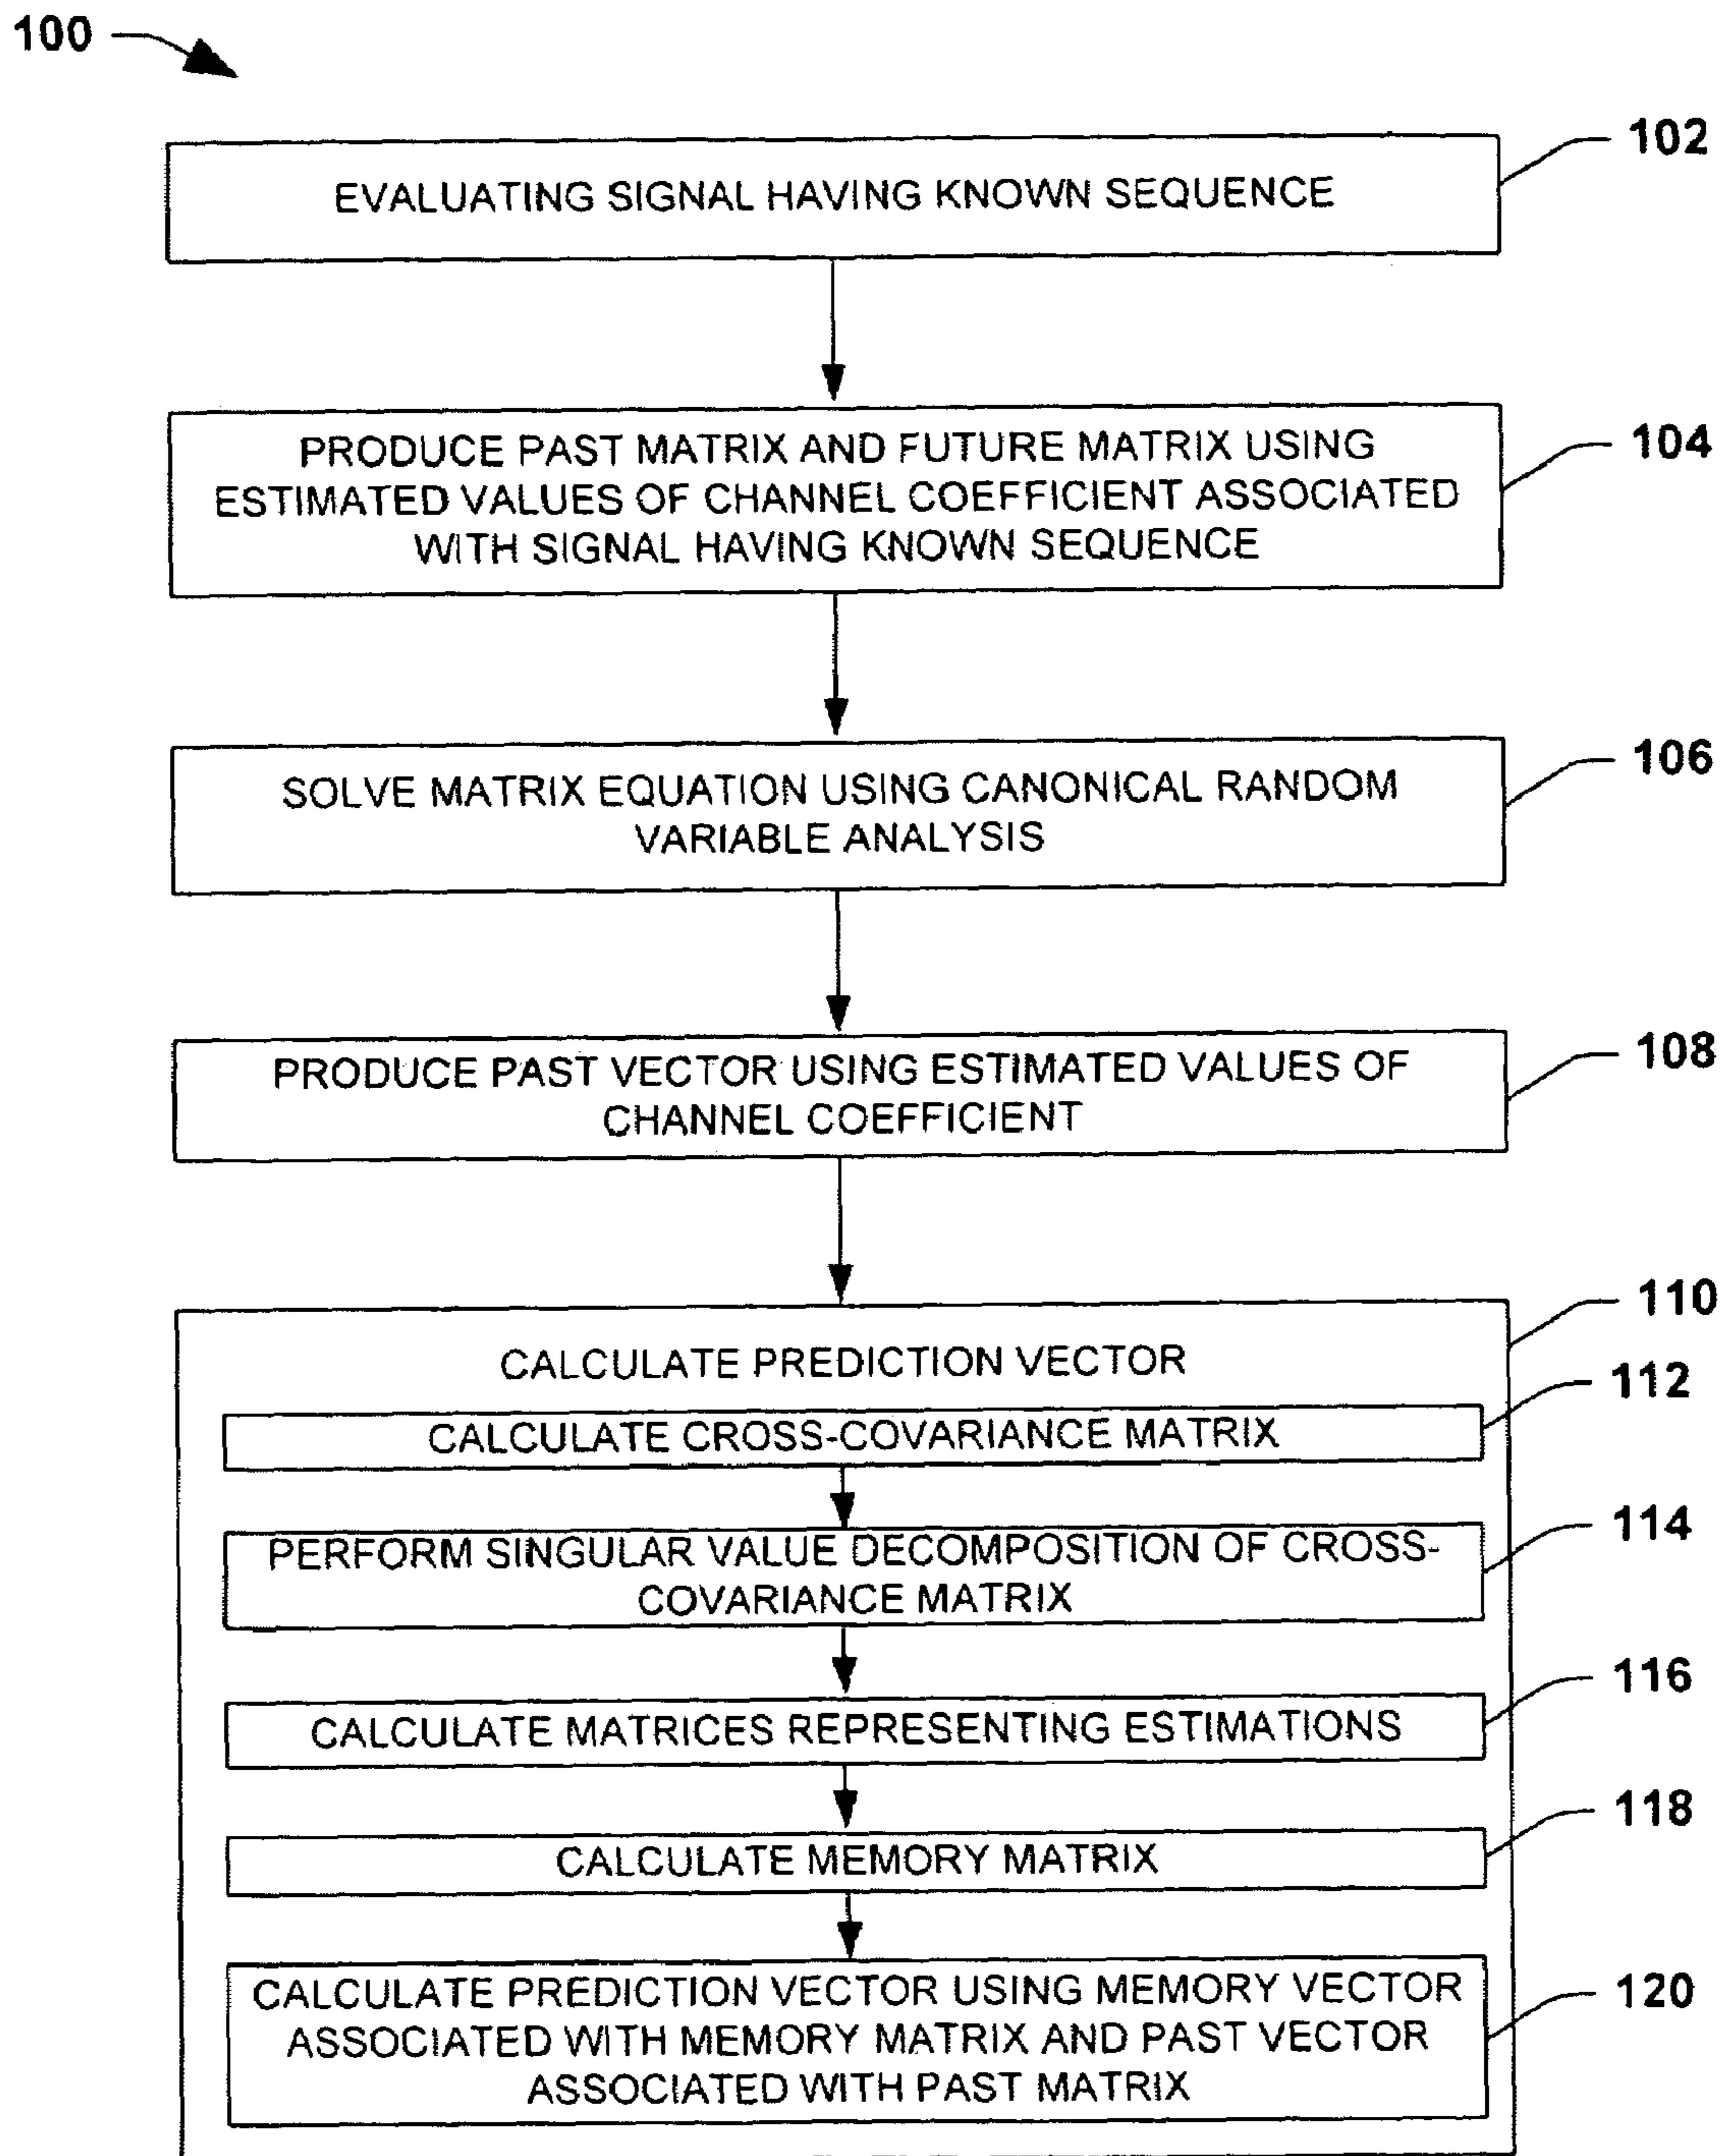 100
102
EVALUATING SIGNAL HAVING KNOWN SEQUENCE
104
PRODUCE PAST MATRIX AND FUTURE MATRIX USING
ESTIMATED VALUES OF CHANNEL COEFFICIENT ASSOCIATED
WITH SIGNAL HAVING KNOWN SEQUENCE
106
SOLVE MATRIX EQUATION USING CANONICAL RANDOM
VARIABLE ANALYSIS
108
PRODUCE PAST VECTOR USING ESTIMATED VALUES OF
CHANNEL COEFFICIENT
110
CALCULATE PREDICTION VECTOR
112
CALCULATE CROSS-COVARIANCE MATRIX
114
PERFORM SINGULAR VALUE DECOMPOSITION OF CROSS-
COVARIANCE MATRIX
116
CALCULATE MATRICES REPRESENTING ESTIMATIONS
118
CALCULATE MEMORY MATRIX
120
CALCULATE PREDICTION VECTOR USING MEMORY VECTOR
ASSOCIATED WITH MEMORY MATRIX AND PAST VECTOR
ASSOCIATED WITH PAST MATRIX